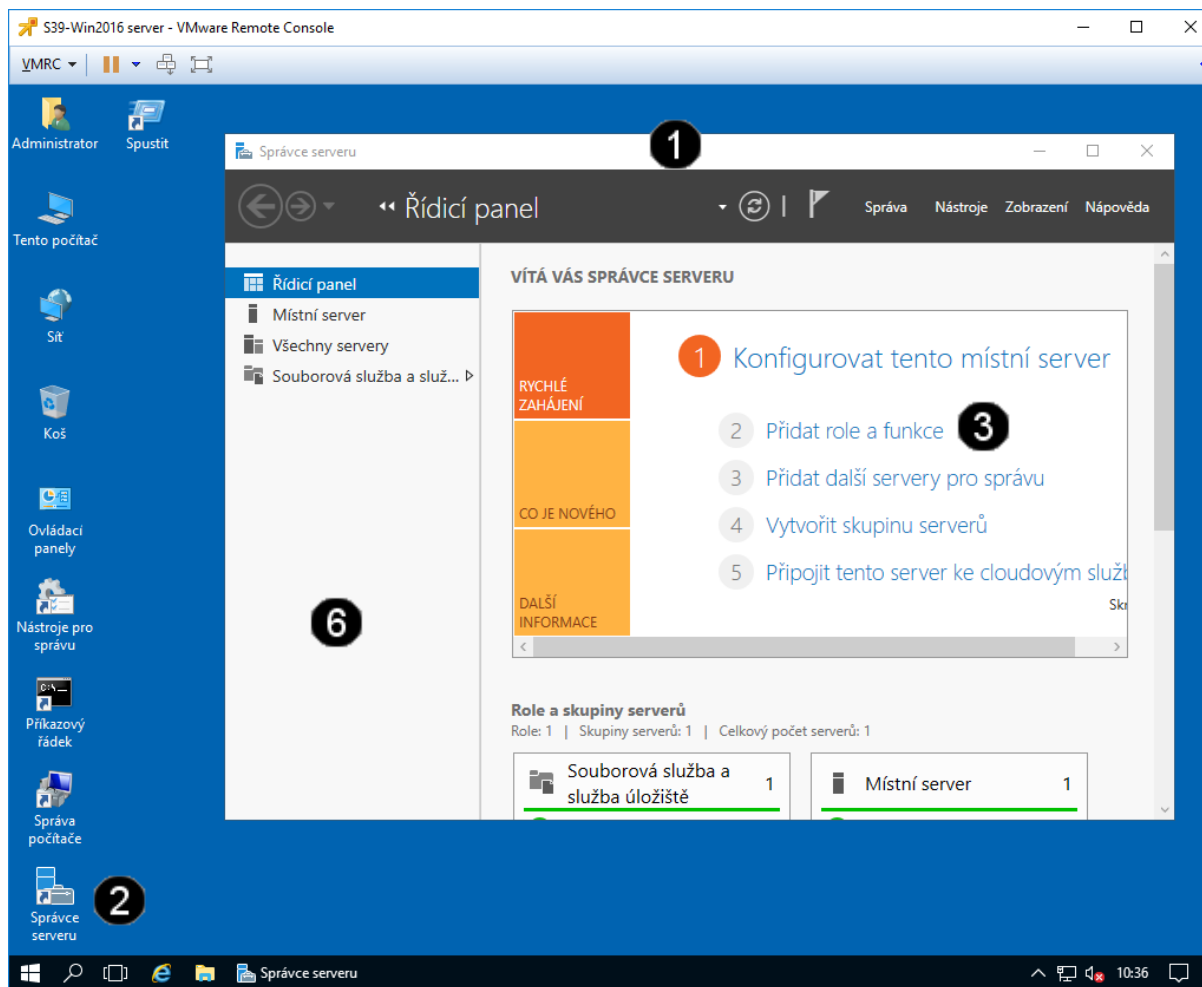 S39-Win2016 server - VMware Remote Console
VMRC
Administrator
Spustit
Tento počítač
Síť
Koš
Ovládací
panely
Nástroje pro
správu
Příkazový
řádek
Správa
počítače
Správce
serveru
2
Správce serveru
1
Řídicí panel
Správa
Nástroje
Zobrazení
Nápověda
Řídicí panel
Místní server
Všechny servery
Souborová služba a služ...
6
VÍTÁ VÁS SPRÁVCE SERVERU
RYCHLÉ
ZAHÁJENÍ
CO JE NOVÉHO
DALŠÍ
INFORMACE
1 Konfigurovat tento místní server
2 Přidat role a funkce
3
3 Přidat další servery pro správu
4 Vytvořit skupinu serverů
5 Připojit tento server ke cloudovým služ
Skr
Role a skupiny serverů
Role: 1 | Skupiny serverů: 1 | Celkový počet serverů: 1
Souborová služba a
služba úložiště
1
Místní server
1
Správce serveru
10:36